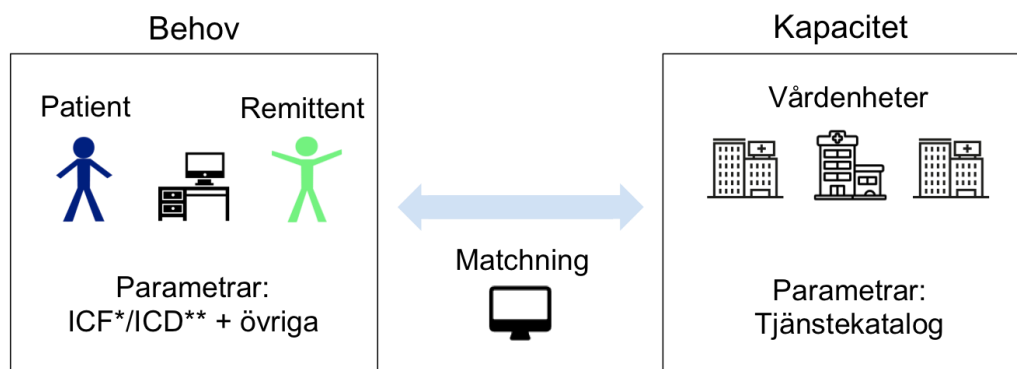 Behov
Patient
Remittent
Parametrar:
ICF*/ICD** + övriga
Matchning
Kapacitet
Vårdenheter
Parametrar:
Tjänstekatalog